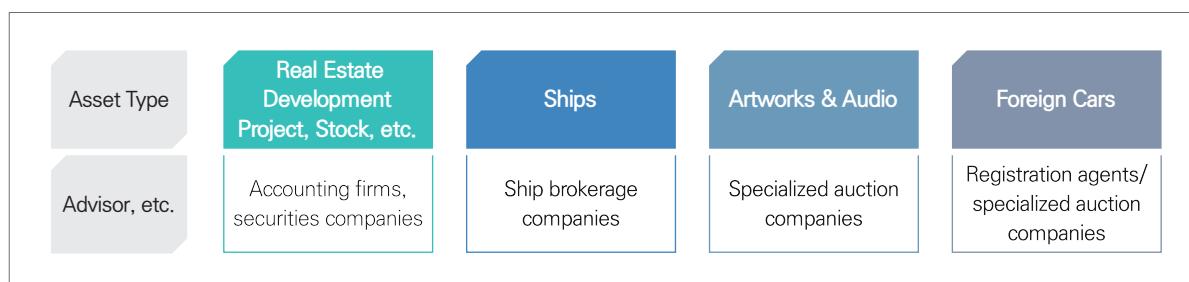 Asset Type
Real Estate
Development
Project, Stock, etc.
Ships
Artworks & Audio
Foreign Cars
Advisor, etc.
Accounting firms,
securities companies
Ship brokerage
companies
Specialized auction
companies
Registration agents/
specialized auction
companies